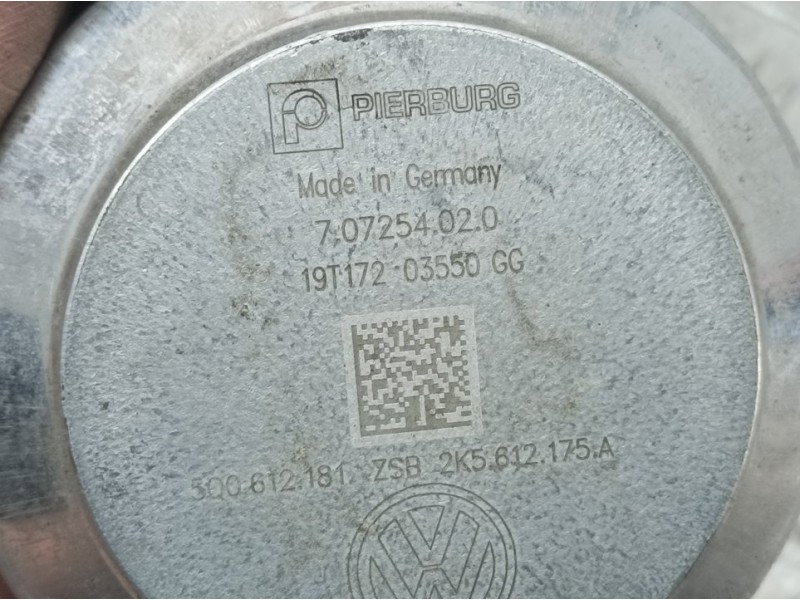 PIERBURG
Made in Germany
7.07254.02.0
19T172 03550 GG
5Q0.612.181. ZSB 2K5.612.175.A